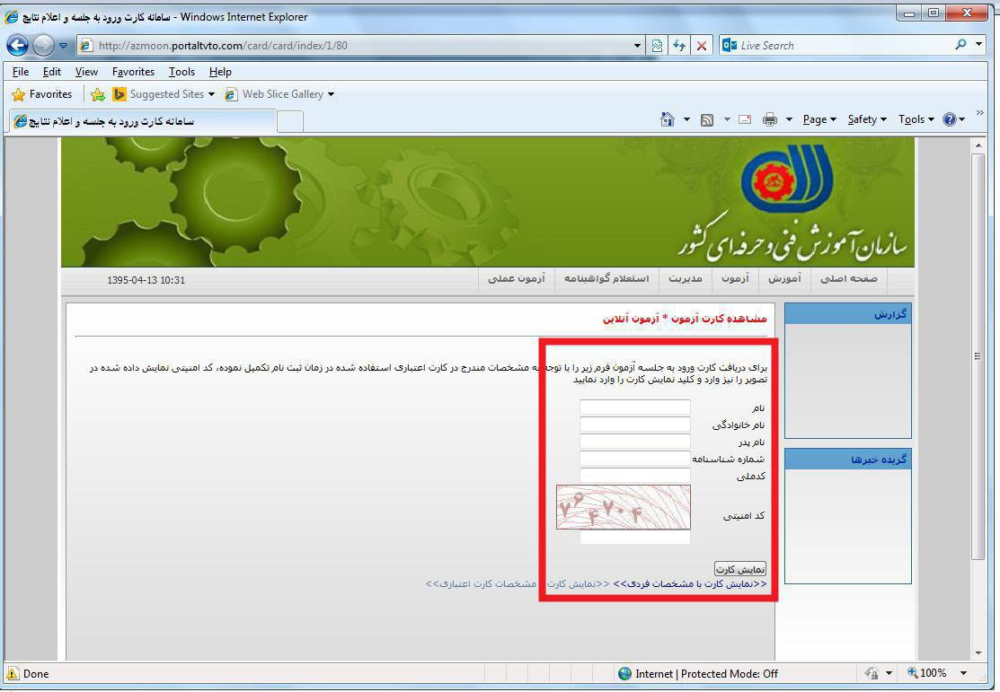 سامانه کارت ورود به جلسه و اعلام نتایج - Windows Internet Explorer
http://azmoon.portaltvto.com/card/card/index/1/80
Live Search
File Edit View Favorites Tools Help
Favorites Suggested Sites Web Slice Gallery
سامانه کارت ورود به جلسه و اعلام نتایج
Page Safety Tools
سازمان آموزش فنی و حرفه‌ای کشور
صفحه اصلی آموزش آزمون مدیریت استعلام گواهینامه آزمون عملی
1395-04-13 10:31
گزارش
گزیده خبرها
مشاهده کارت آزمون * آزمون آنلاین
برای دریافت کارت ورود به جلسه آزمون فرم زیر را با توجه به مشخصات مندرج در کارت اعتباری استفاده شده در زمان ثبت نام تکمیل نموده، کد امنیتی نمایش داده شده در
تصویر را نیز وارد و کلید نمایش کارت را وارد نمایید
نام
نام خانوادگی
نام پدر
شماره شناسنامه
کدملی
کد امنیتی
۷۶۴۷۰۴
نمایش کارت
<<نمایش کارت با مشخصات فردی>> <<نمایش کارت مشخصات کارت اعتباری>>
Done
Internet | Protected Mode: Off
100%